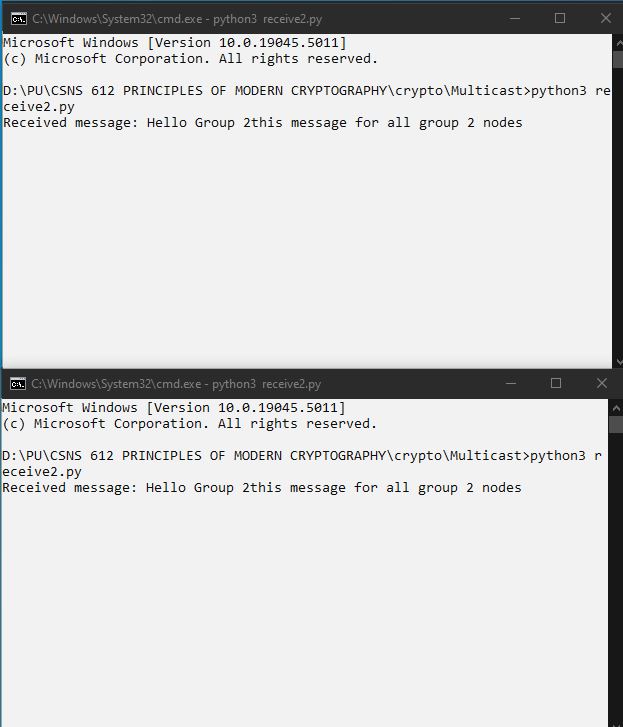 C:\Windows\System32\cmd.exe - python3 receive2.py
Microsoft Windows [Version 10.0.19045.5011]
(c) Microsoft Corporation. All rights reserved.
D:\PU\CSNS 612 PRINCIPLES OF MODERN CRYPTOGRAPHY\crypto\Multicast>python3 re
ceive2.py
Received message: Hello Group 2this message for all group 2 nodes
C:\Windows\System32\cmd.exe - python3 receive2.py
Microsoft Windows [Version 10.0.19045.5011]
(c) Microsoft Corporation. All rights reserved.
D:\PU\CSNS 612 PRINCIPLES OF MODERN CRYPTOGRAPHY\crypto\Multicast>python3 r
eceive2.py
Received message: Hello Group 2this message for all group 2 nodes